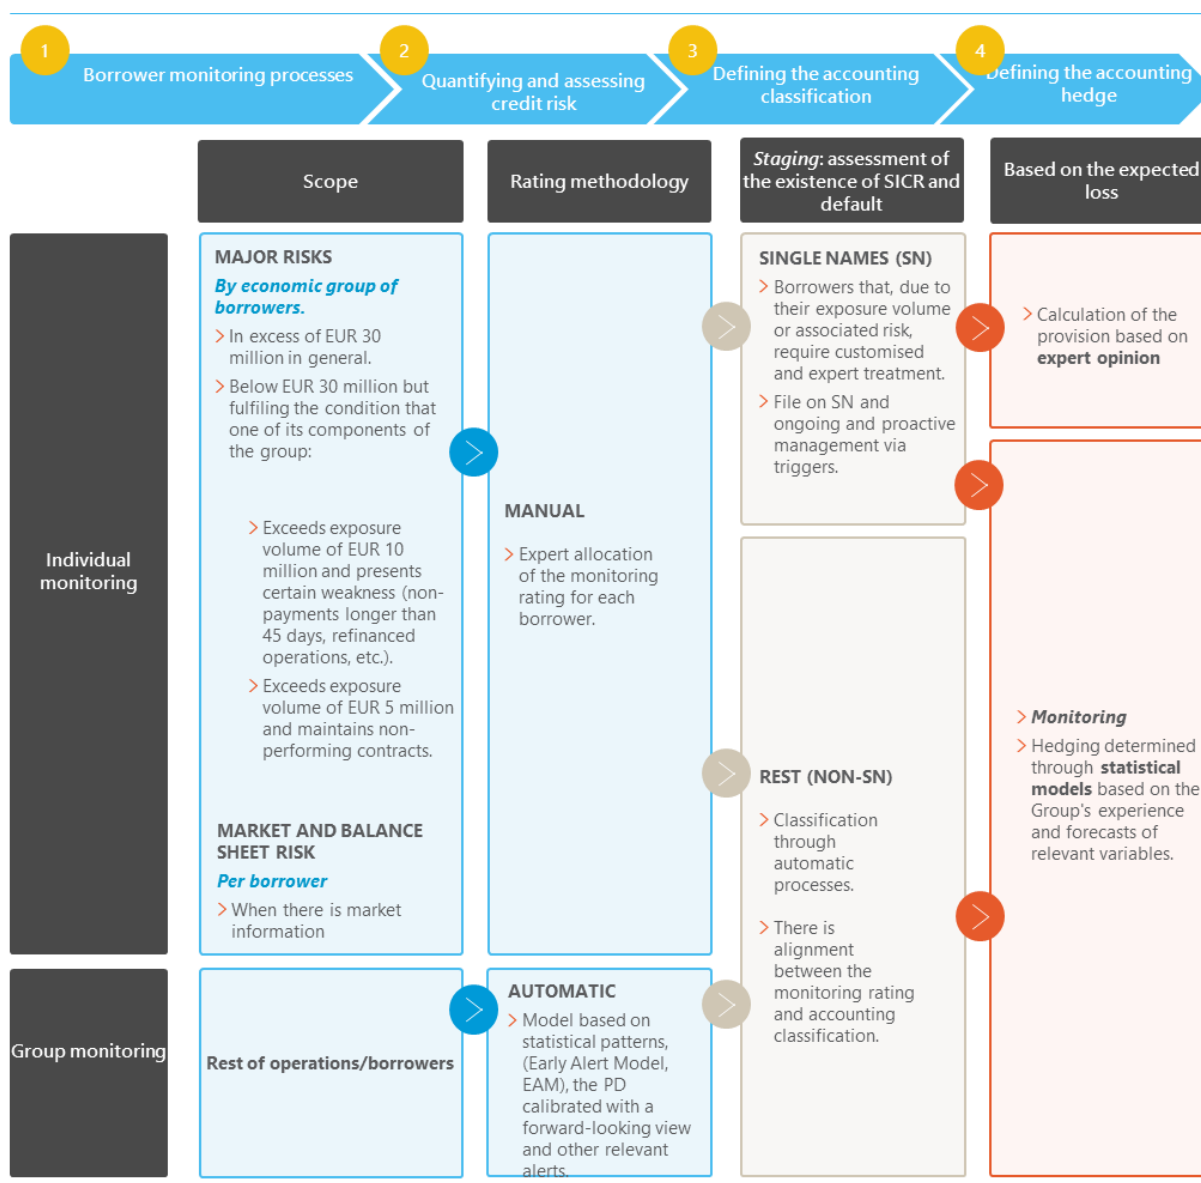 1
Borrower monitoring processes
2
Quantifying and assessing
credit risk
3
Defining the accounting
classification
4
Defining the accounting
hedge
Scope
Rating methodology
Staging: assessment of
the existence of SICR and
default
Based on the expected
loss
Individual
monitoring
MAJOR RISKS
By economic group of
borrowers.
In excess of EUR 30
million in general.
Below EUR 30 million but
fulfiling the condition that
one of its components of
the group:
Exceeds exposure
volume of EUR 10
million and presents
certain weakness (non-
payments longer than
45 days, refinanced
operations, etc.).
Exceeds exposure
volume of EUR 5 million
and maintains non-
performing contracts.
MARKET AND BALANCE
SHEET RISK
Per borrower
When there is market
information
MANUAL
Expert allocation
of the monitoring
rating for each
borrower.
SINGLE NAMES (SN)
Borrowers that, due to
their exposure volume
or associated risk,
require customised
and expert treatment.
File on SN and
ongoing and proactive
management via
triggers.
Calculation of the
provision based on
expert opinion
REST (NON-SN)
Classification
through
automatic
processes.
There is
alignment
between the
monitoring rating
and accounting
classification.
Monitoring
Hedging determined
through statistical
models based on the
Group's experience
and forecasts of
relevant variables.
Group monitoring
Rest of operations/borrowers
AUTOMATIC
Model based on
statistical patterns,
(Early Alert Model,
EAM), the PD
calibrated with a
forward-looking view
and other relevant
alerts.